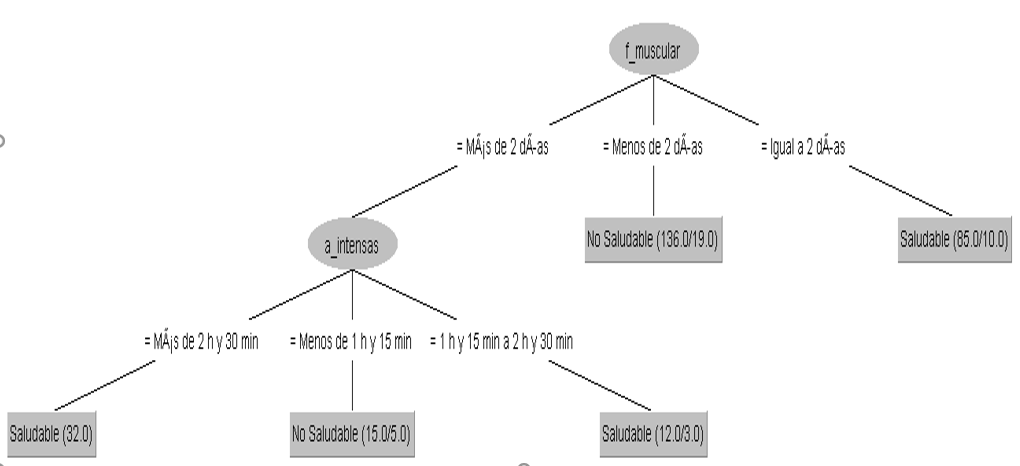 f_muscular
= MÃ¡s de 2 dÃ-as
= Menos de 2 dÃ-as
= Igual a 2 dÃ-as
a_intensas
No Saludable (136.0/19.0)
Saludable (85.0/10.0)
= MÃ¡s de 2 h y 30 min
= Menos de 1 h y 15 min
= 1 h y 15 min a 2 h y 30 min
Saludable (32.0)
No Saludable (15.0/5.0)
Saludable (12.0/3.0)